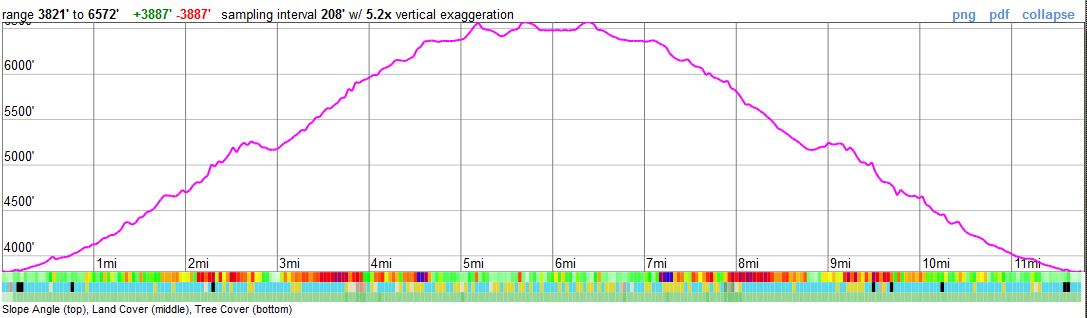 range 3821' to 6572' +3887' -3887' sampling interval 208' w/ 5.2x vertical exaggeration png pdf collapse
6000'
5500'
5000'
4500'
4000'
1mi 2mi 3mi 4mi 5mi 6mi 7mi 8mi 9mi 10mi 11mi
Slope Angle (top), Land Cover (middle), Tree Cover (bottom)